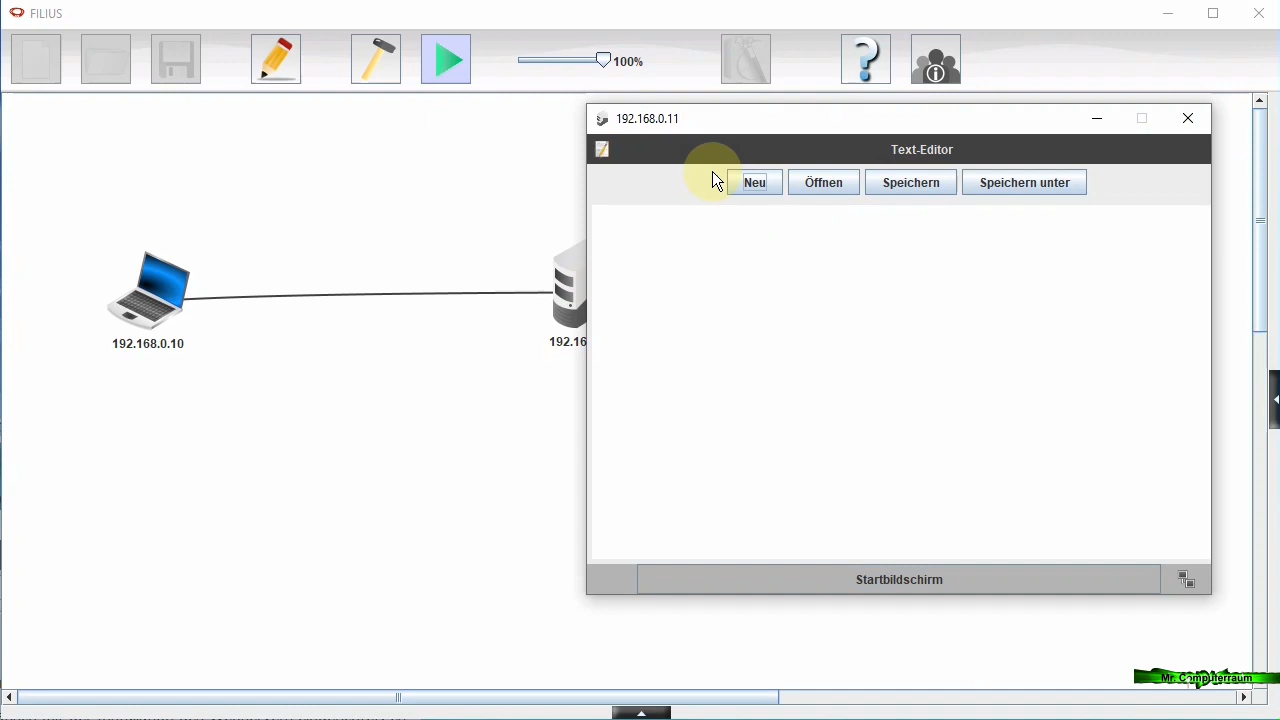 FILIUS
100%
192.168.0.11
Text-Editor
Neu
Öffnen
Speichern
Speichern unter
192.168.0.10
192.16
Startbildschirm
Mr. Computerraum